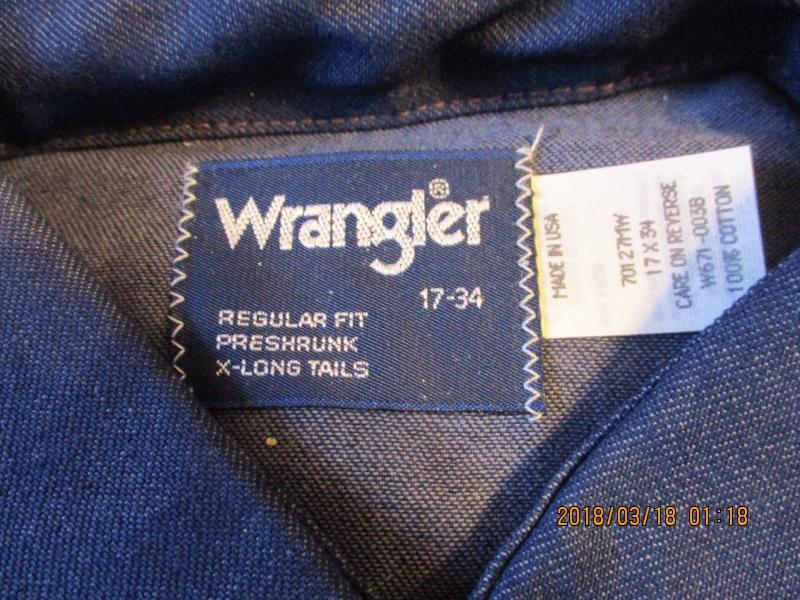 Wrangler®
17-34
REGULAR FIT
PRESHRUNK
X-LONG TAILS
MADE IN USA
70127MW
17 X 34
CARE ON REVERSE
W671-003B
100% COTTON
2018/03/18 01:18